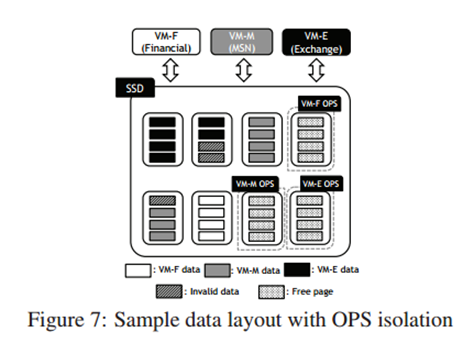 VM-F
(Financial)
VM-M
(MSN)
VM-E
(Exchange)
SSD
VM-F OPS
VM-M OPS
VM-E OPS
: VM-F data
: VM-M data
: VM-E data
: Invalid data
: Free page
Figure 7: Sample data layout with OPS isolation